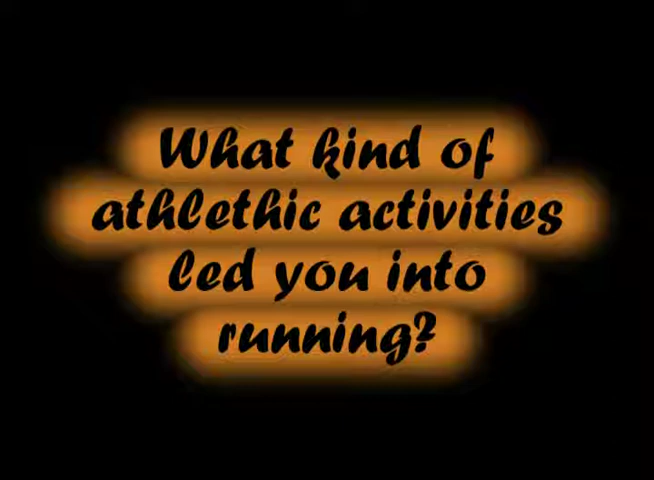 What kind of
athlethic activities
led you into
running?